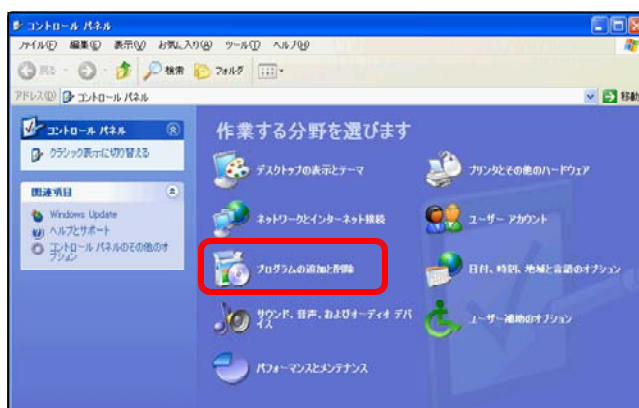 コントロール パネル
ファイル(F) 編集(E) 表示(V) お気に入り(A) ツール(T) ヘルプ(H)
戻る 検索 フォルダ
アドレス(D) コントロール パネル 移動
コントロール パネル
クラシック表示に切り替える
関連項目
Windows Update
ヘルプとサポート
コントロール パネルのその他のオ
プション
作業する分野を選びます
デスクトップの表示とテーマ
プリンタとその他のハードウェア
ネットワークとインターネット接続
ユーザー アカウント
プログラムの追加と削除
日付、時刻、地域と言語のオプション
サウンド、音声、およびオーディオ デバ
イス
ユーザー補助のオプション
パフォーマンスとメンテナンス